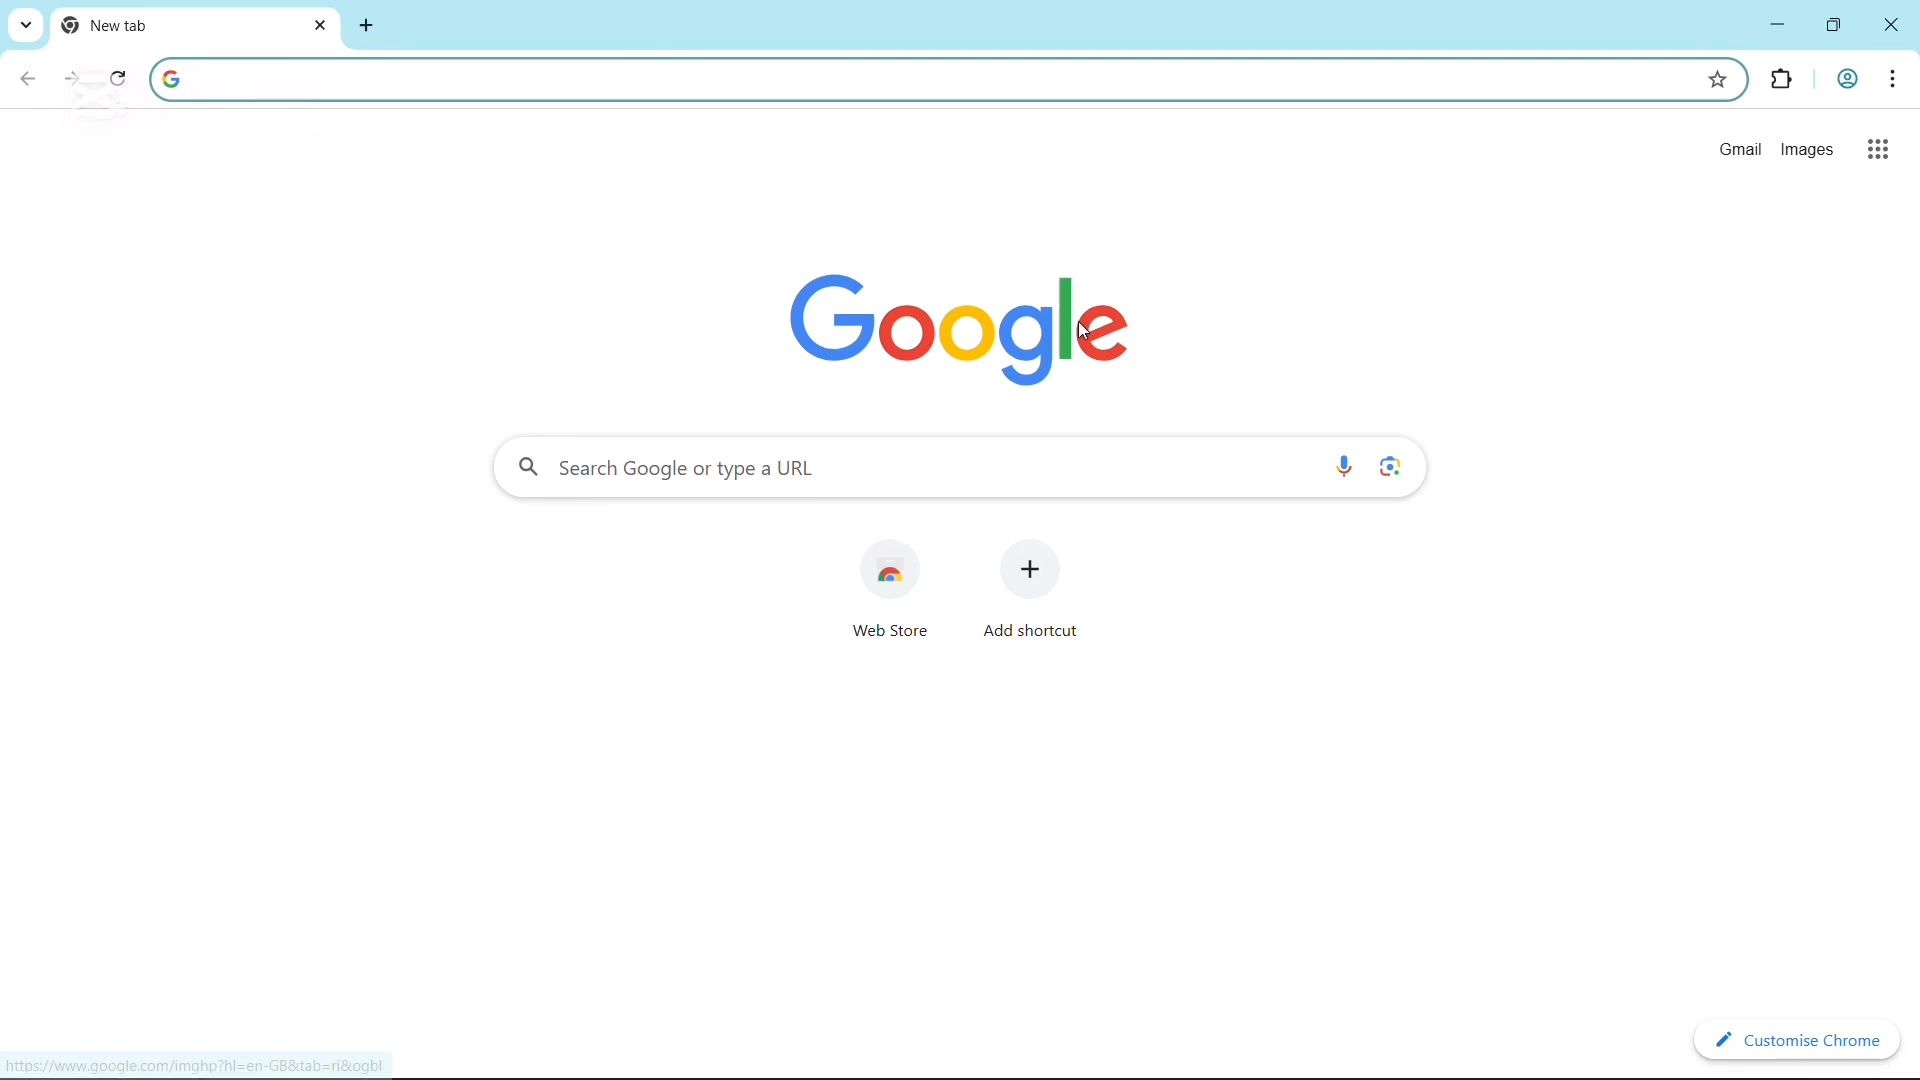 New tab
Gmail Images
Google
Search Google or type a URL
Web Store Add shortcut
Customise Chrome
https://www.google.com/imghp?hl=en-GB&tab=ri&ogbl